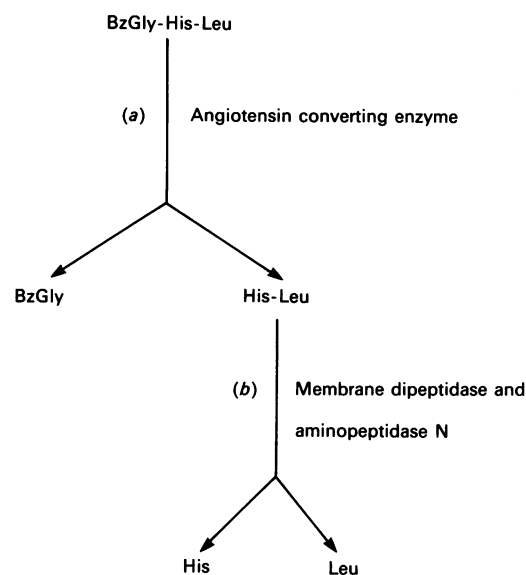 BzGly-His-Leu
(a) Angiotensin converting enzyme
BzGly His-Leu
(b) Membrane dipeptidase and
aminopeptidase N
His Leu